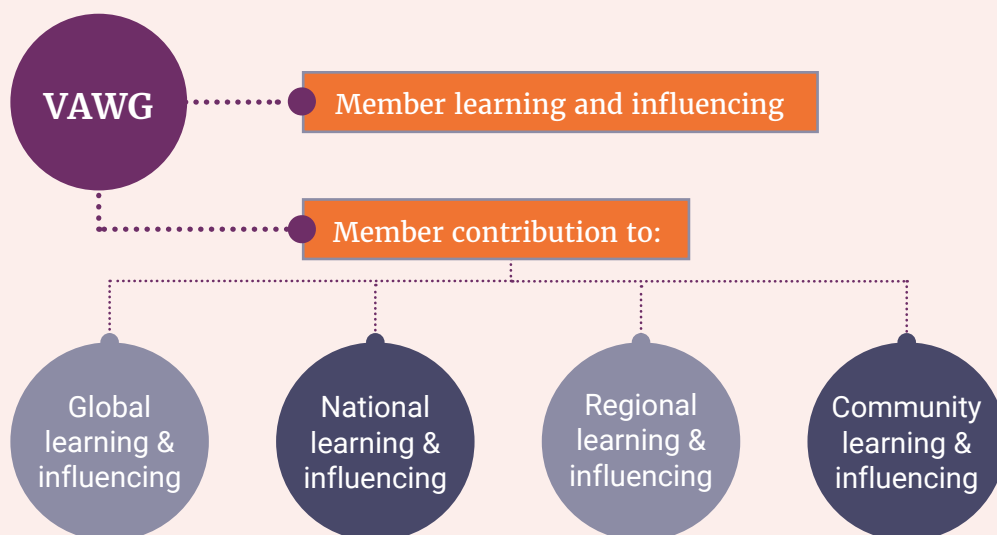 VAWG
Member learning and influencing
Member contribution to:
Global
learning &
influencing
National
learning &
influencing
Regional
learning &
influencing
Community
learning &
influencing